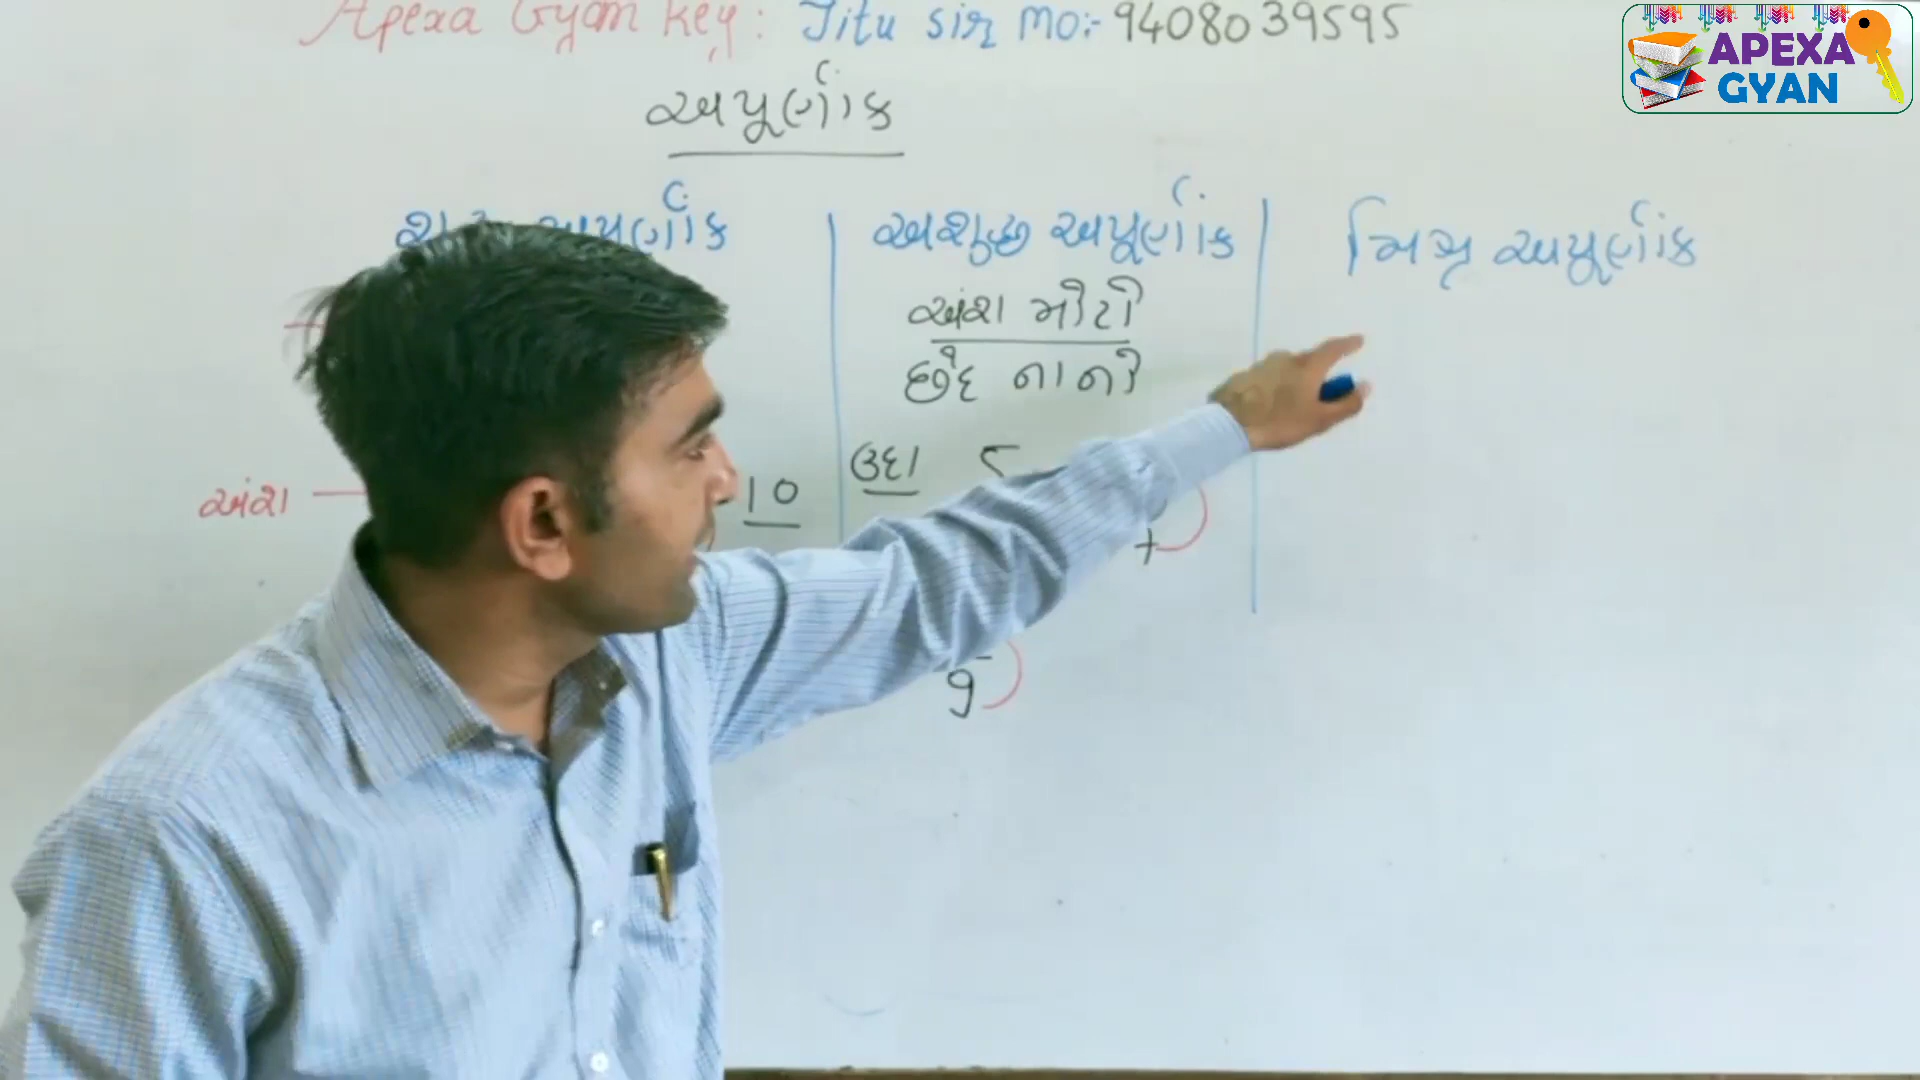 Apexa Gyan Key: Jitu sir mo:- 9408039595
APEXA
GYAN
અપૂર્ણાંક
અપૂર્ણાંક
અશુદ્ધ અપૂર્ણાંક
મિશ્ર અપૂર્ણાંક
અંશ મોટો
છેદ નાનો
અંશ
10
ઉદા